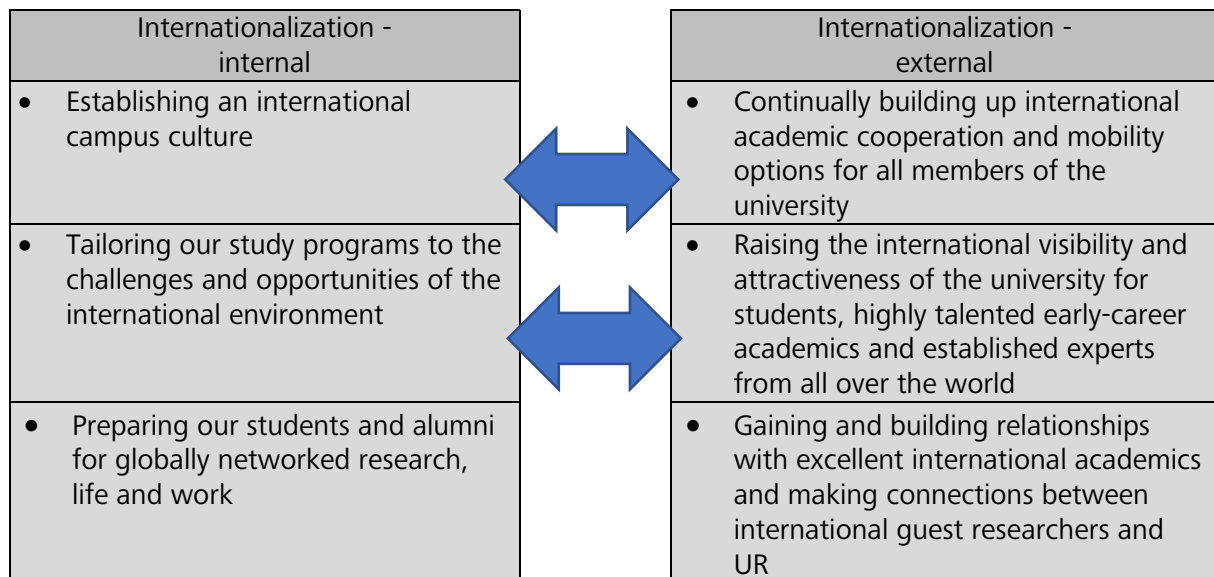 Internationalization -
internal
• Establishing an international
campus culture
• Tailoring our study programs to the
challenges and opportunities of the
international environment
• Preparing our students and alumni
for globally networked research,
life and work
Internationalization -
external
• Continually building up international
academic cooperation and mobility
options for all members of the
university
• Raising the international visibility and
attractiveness of the university for
students, highly talented early-career
academics and established experts
from all over the world
• Gaining and building relationships
with excellent international academics
and making connections between
international guest researchers and
UR